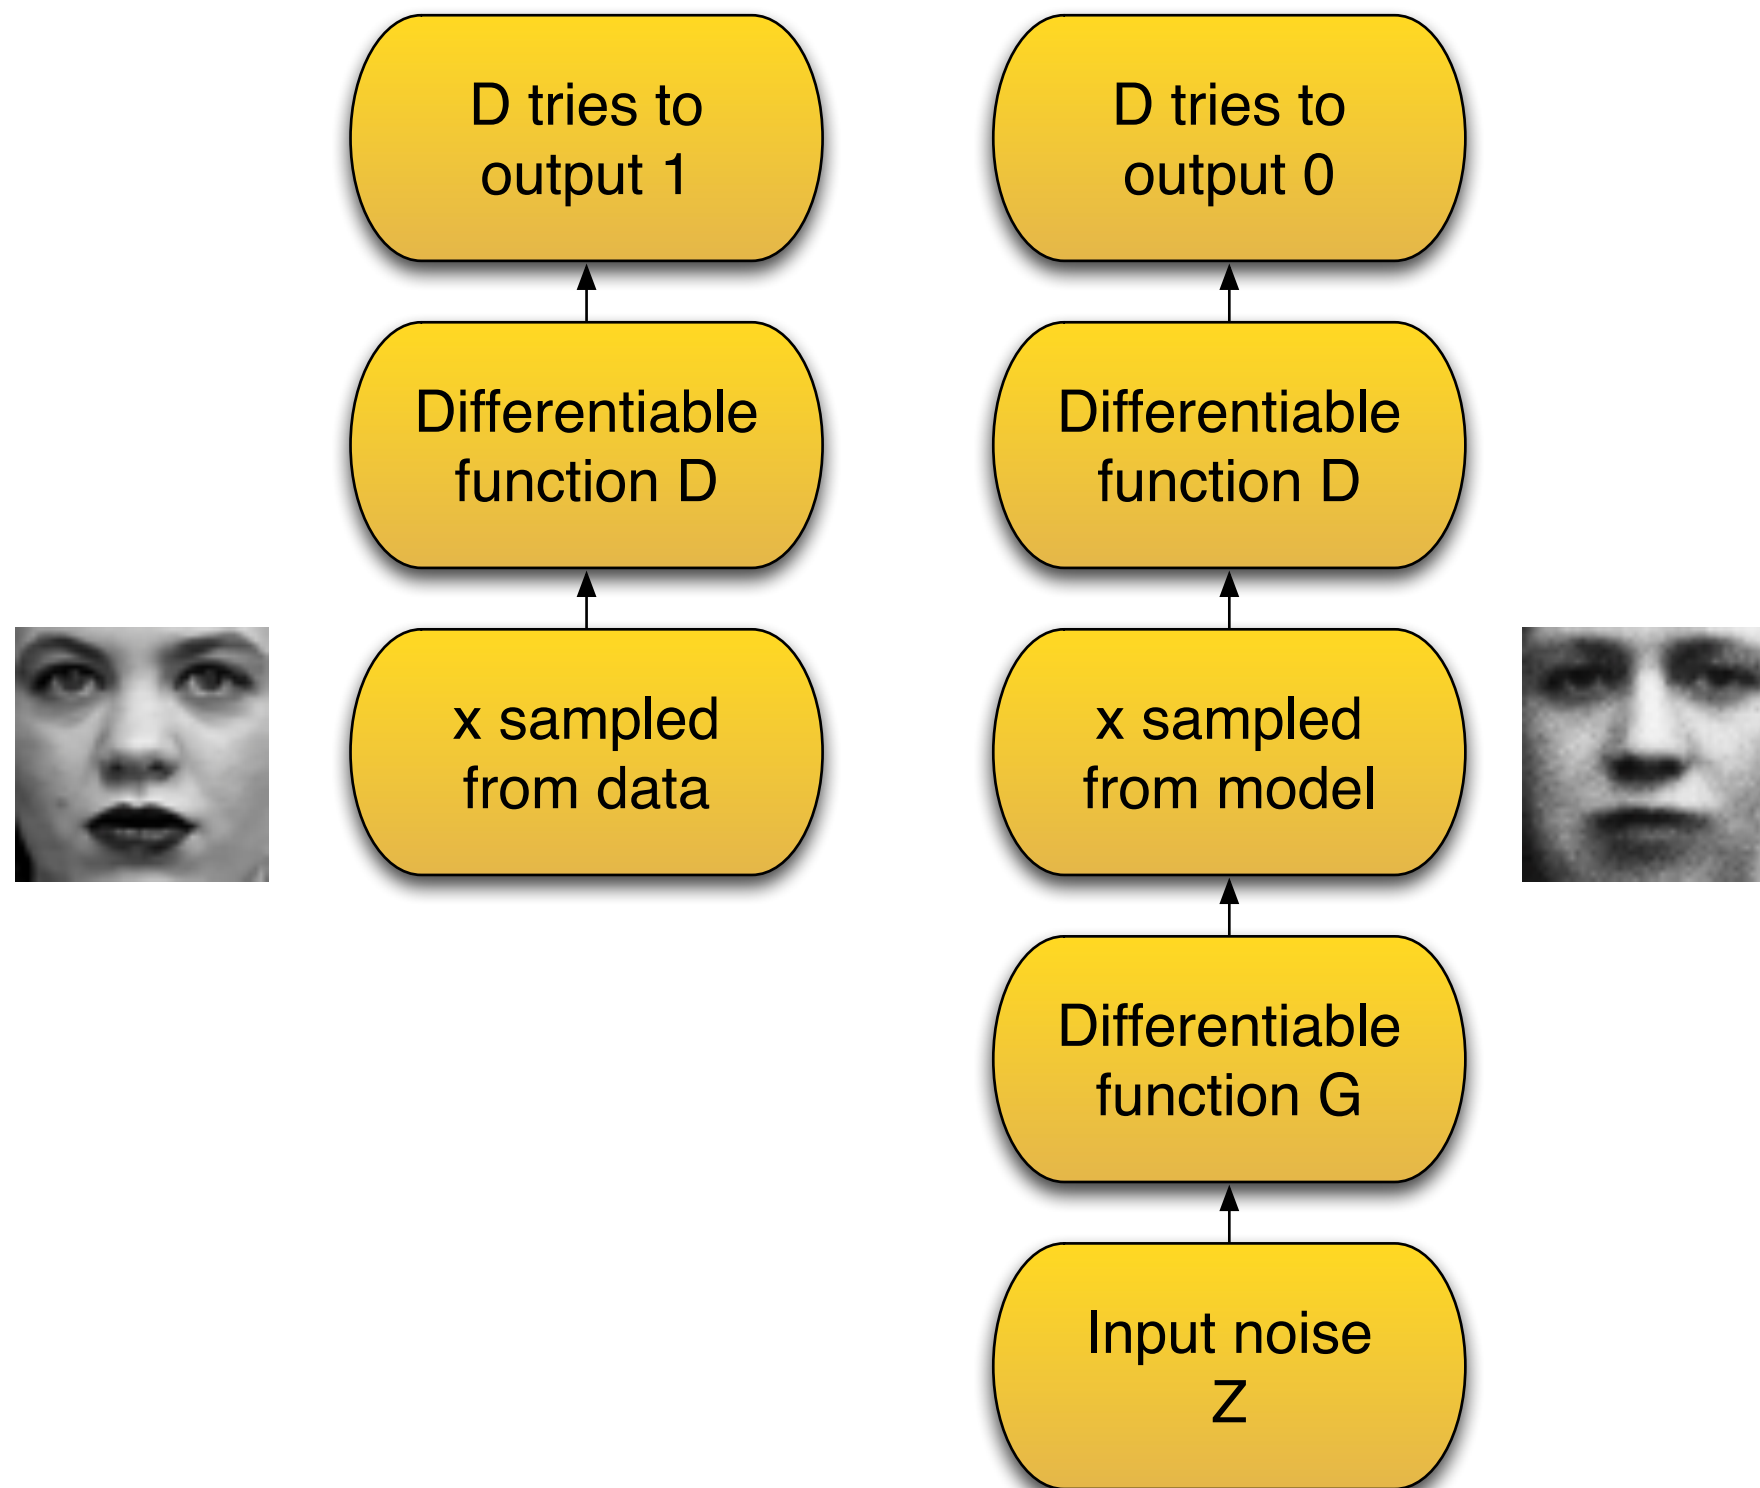 D tries to
output 1
Differentiable
function D
x sampled
from data
D tries to
output 0
Differentiable
function D
x sampled
from model
Differentiable
function G
Input noise
Z